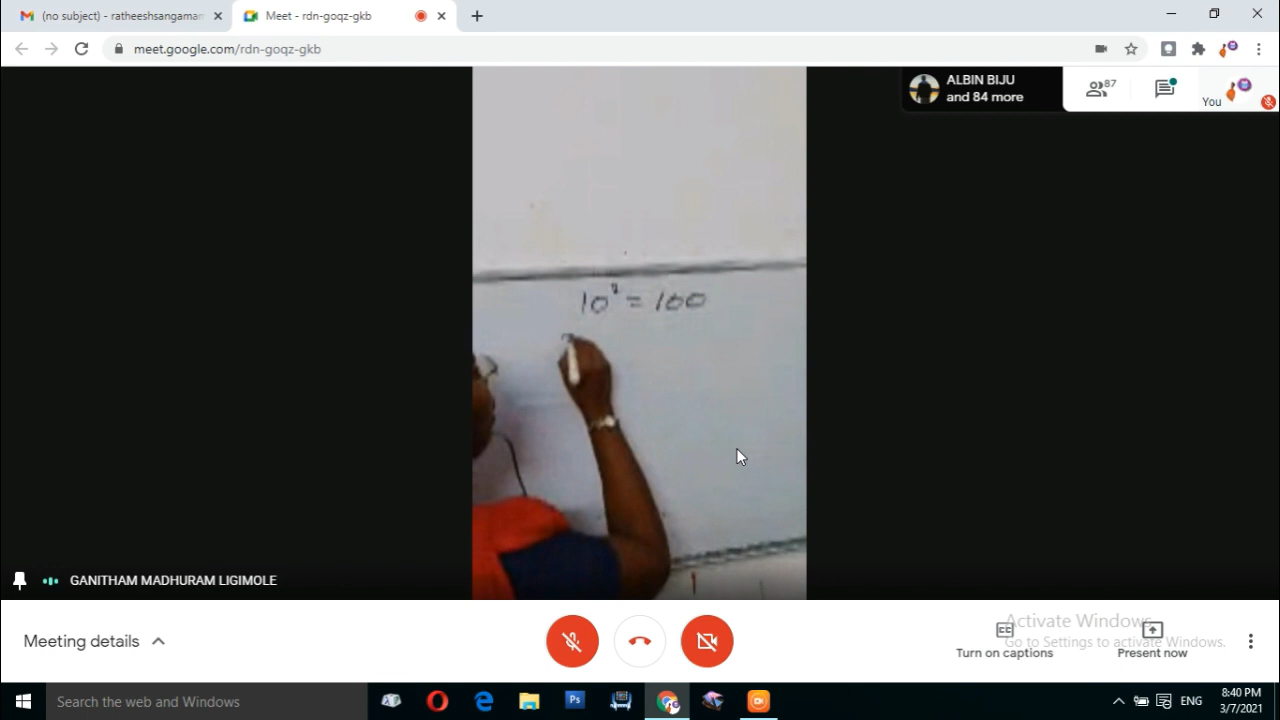 (no subject) - ratheeshsangamam
Meet - rdn-goqz-gkb
meet.google.com/rdn-goqz-gkb
ALBIN BIJU
and 84 more
87
You
10² = 100
GANITHAM MADHURAM LIGIMOLE
Meeting details
Turn on captions
Present now
Activate Windows
Go to Settings to activate Windows.
Search the web and Windows
Ps
ENG
8:40 PM
3/7/2021